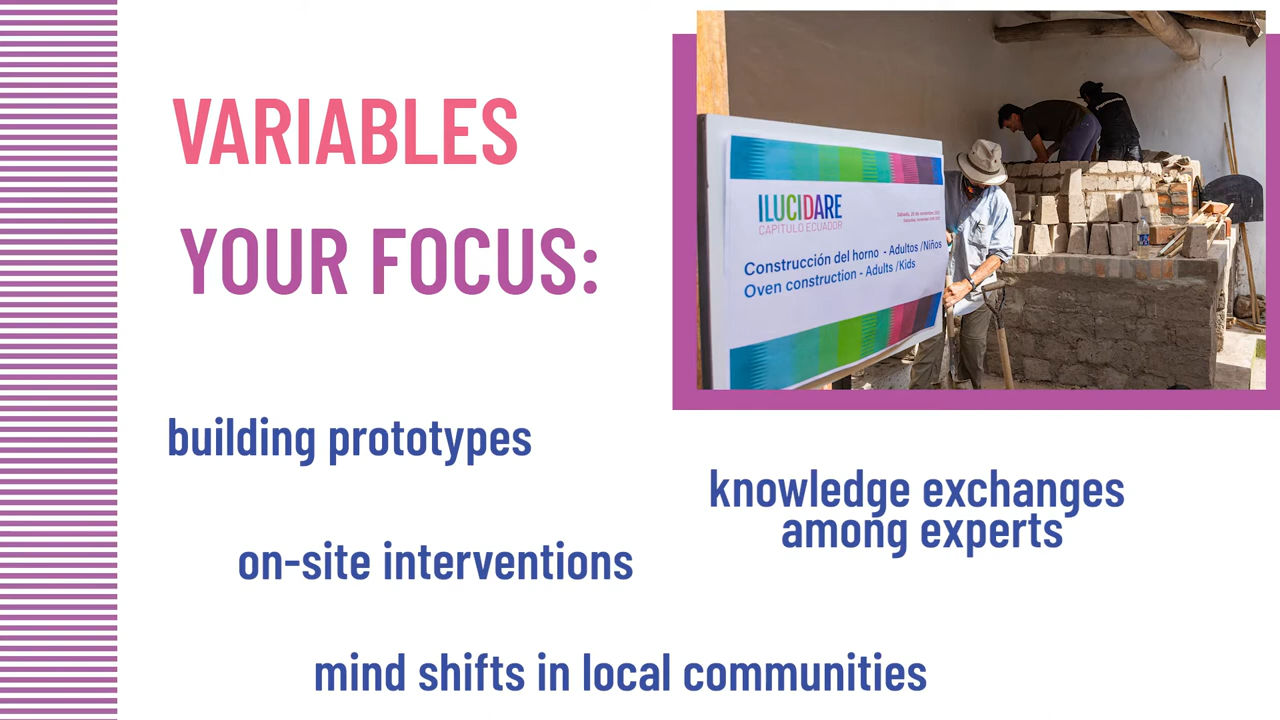 VARIABLES
YOUR FOCUS:
ILUCIDARE
CAPÍTULO ECUADOR
Construcción del horno - Adultos /Niños
Oven construction - Adults /Kids
building prototypes
knowledge exchanges
among experts
on-site interventions
mind shifts in local communities